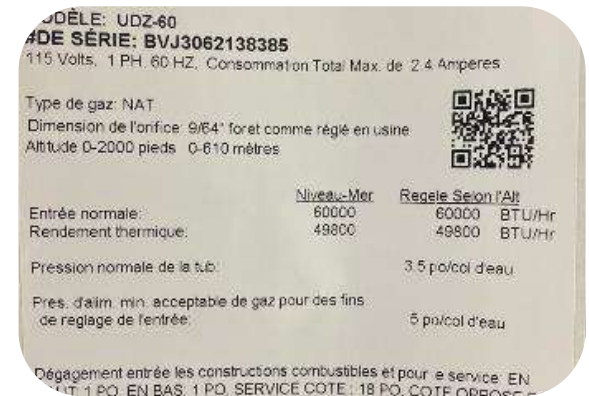 MODÈLE: UDZ-60
#DE SÉRIE: BVJ3062138385
115 Volts, 1 PH. 60 HZ, Consommation Total Max. de 2.4 Amperes
Type de gaz: NAT
Dimension de l'orifice: 9/64" foret comme réglé en usine
Altitude 0-2000 pieds 0-610 mètres
Niveau-Mer Regele Selon l'Alt
Entrée normale: 60000 60000 BTU/Hr
Rendement thermique: 49800 49800 BTU/Hr
Pression normale de la tub: 3.5 po/col d'eau
Pres. d'alim. min. acceptable de gaz pour des fins
de reglage de l'entrée: 5 po/col d'eau
Dégagement entrée les constructions combustibles et pour e service: EN
1 PO. EN BAS: 1 PO. SERVICE COTE : 18 PO. COTE